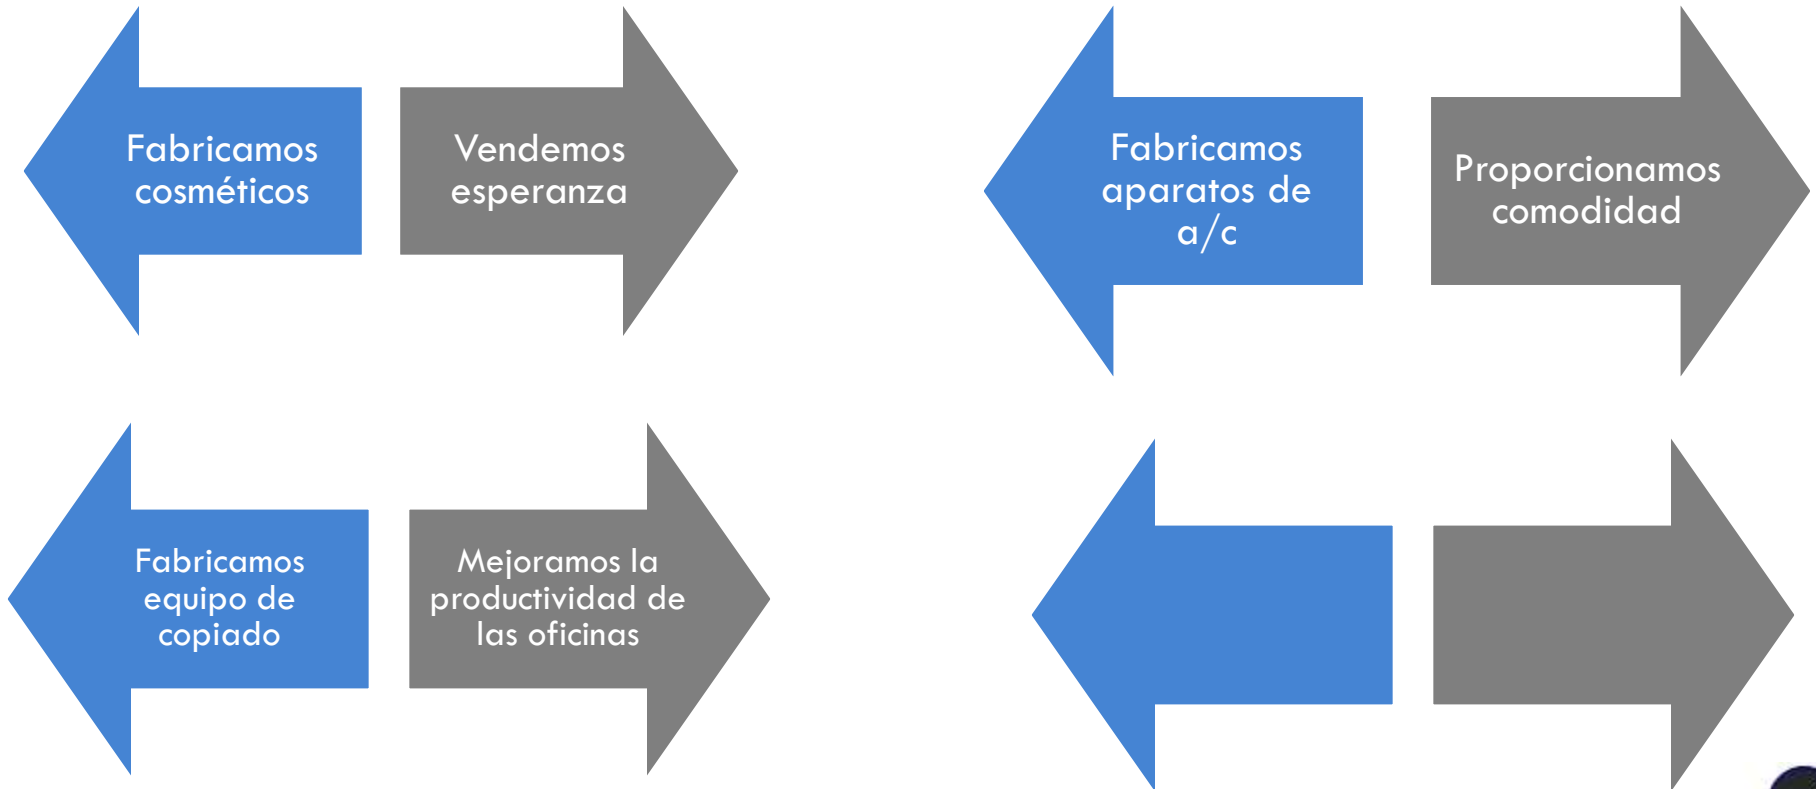 Fabricamos
cosméticos
Vendemos
esperanza
Fabricamos
aparatos de
a/c
Proporcionamos
comodidad
Fabricamos
equipo de
copiado
Mejoramos la
productividad de
las oficinas